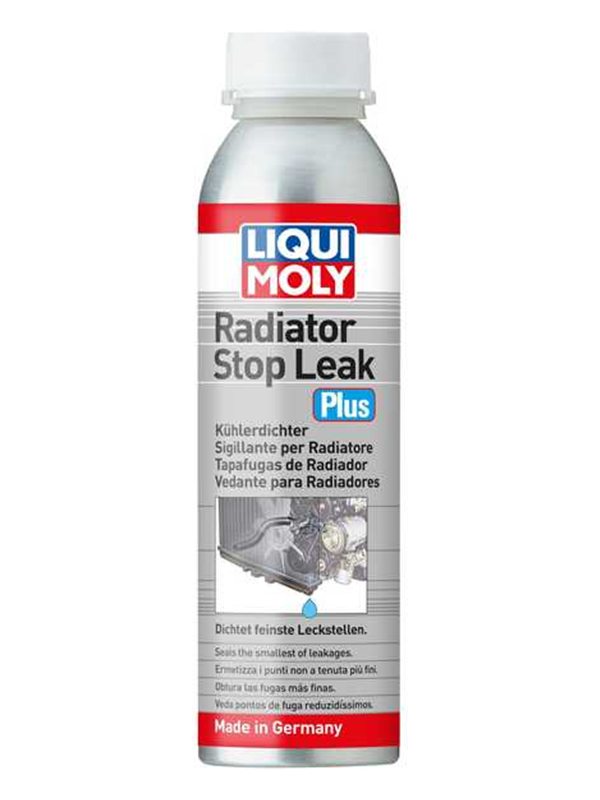 LIQUI
MOLY
Radiator
Stop Leak
Plus
Kühlerdichter
Sigillante per Radiatore
Tapafugas de Radiador
Vedante para Radiadores
Dichtet feinste Leckstellen.
Seals the smallest of leakages.
Ermetizza i punti non a tenuta più fini.
Obtura las fugas más finas.
Veda pontos de fuga reduzidíssimos.
Made in Germany